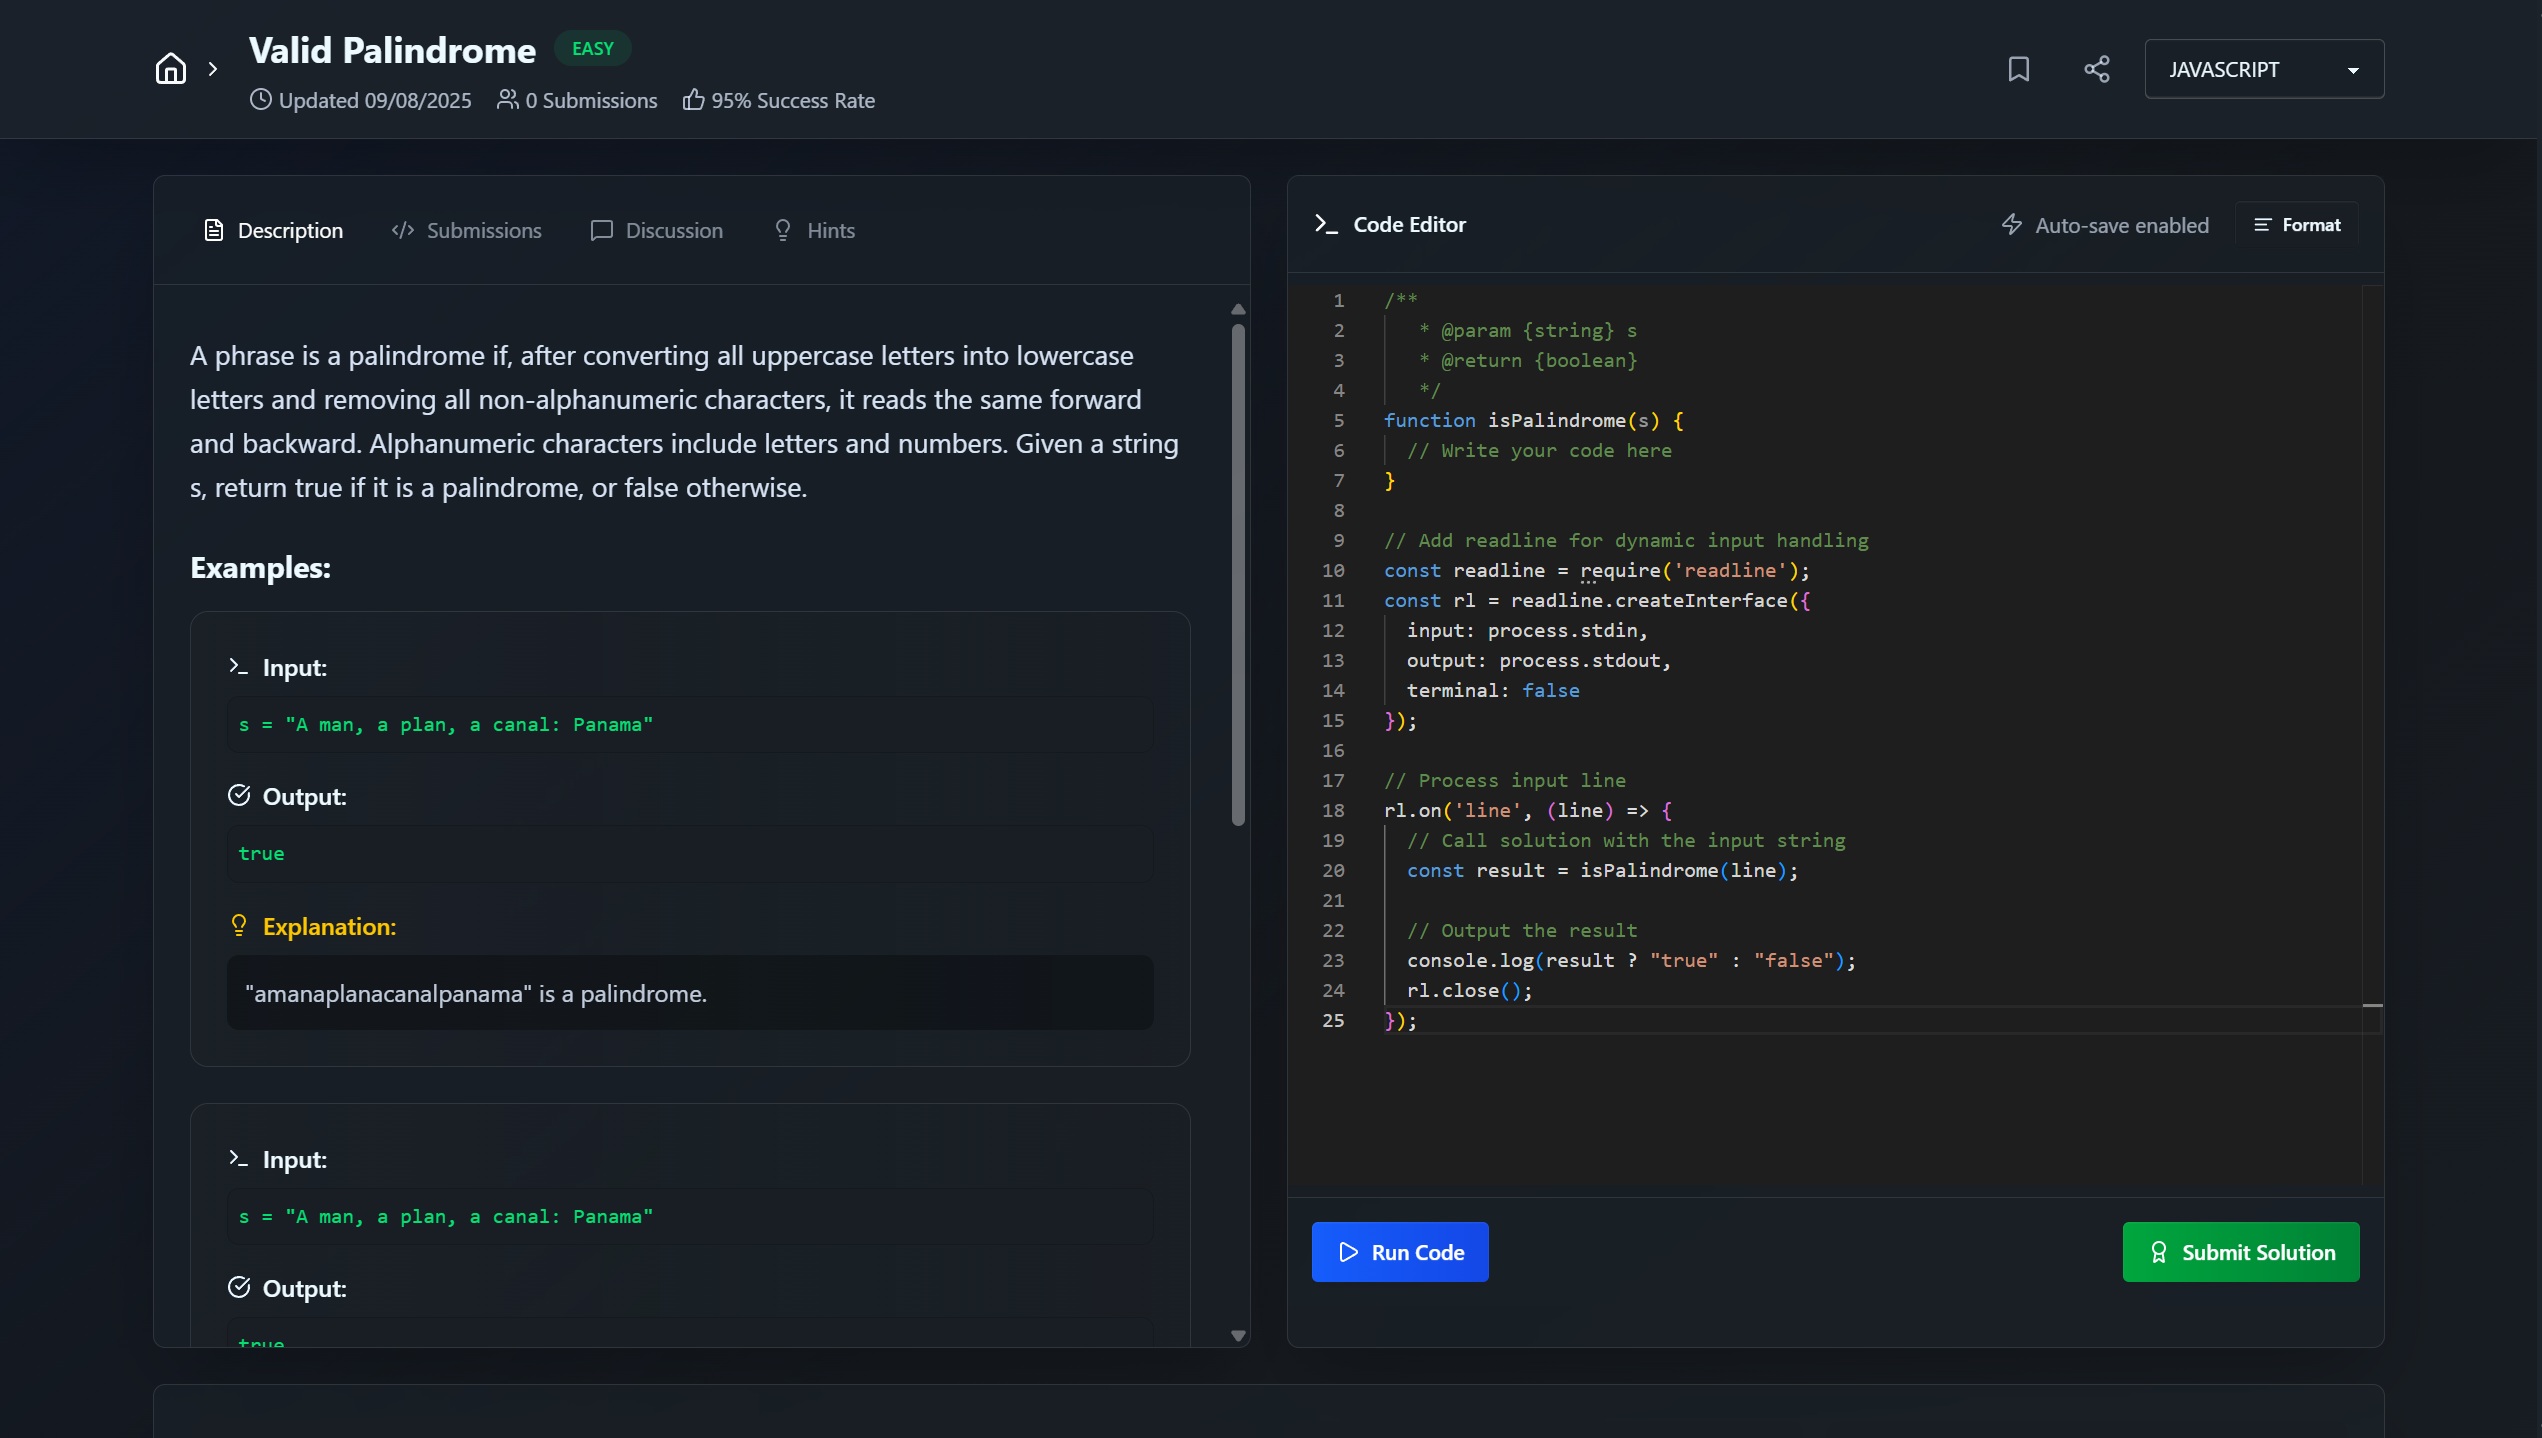 Valid Palindrome EASY
Updated 09/08/2025 0 Submissions 95% Success Rate
JAVASCRIPT
Description Submissions Discussion Hints
A phrase is a palindrome if, after converting all uppercase letters into lowercase
letters and removing all non-alphanumeric characters, it reads the same forward
and backward. Alphanumeric characters include letters and numbers. Given a string
s, return true if it is a palindrome, or false otherwise.
Examples:
Input:
s = "A man, a plan, a canal: Panama"
Output:
true
Explanation:
"amanaplanacanalpanama" is a palindrome.
Input:
s = "A man, a plan, a canal: Panama"
Output:
true
Code Editor
Auto-save enabled Format
1 /**
2 * @param {string} s
3 * @return {boolean}
4 */
5 function isPalindrome(s) {
6 // Write your code here
7 }
8
9 // Add readline for dynamic input handling
10 const readline = require('readline');
11 const rl = readline.createInterface({
12 input: process.stdin,
13 output: process.stdout,
14 terminal: false
15 });
16
17 // Process input line
18 rl.on('line', (line) => {
19 // Call solution with the input string
20 const result = isPalindrome(line);
21
22 // Output the result
23 console.log(result ? "true" : "false");
24 rl.close();
25 });
Run Code
Submit Solution